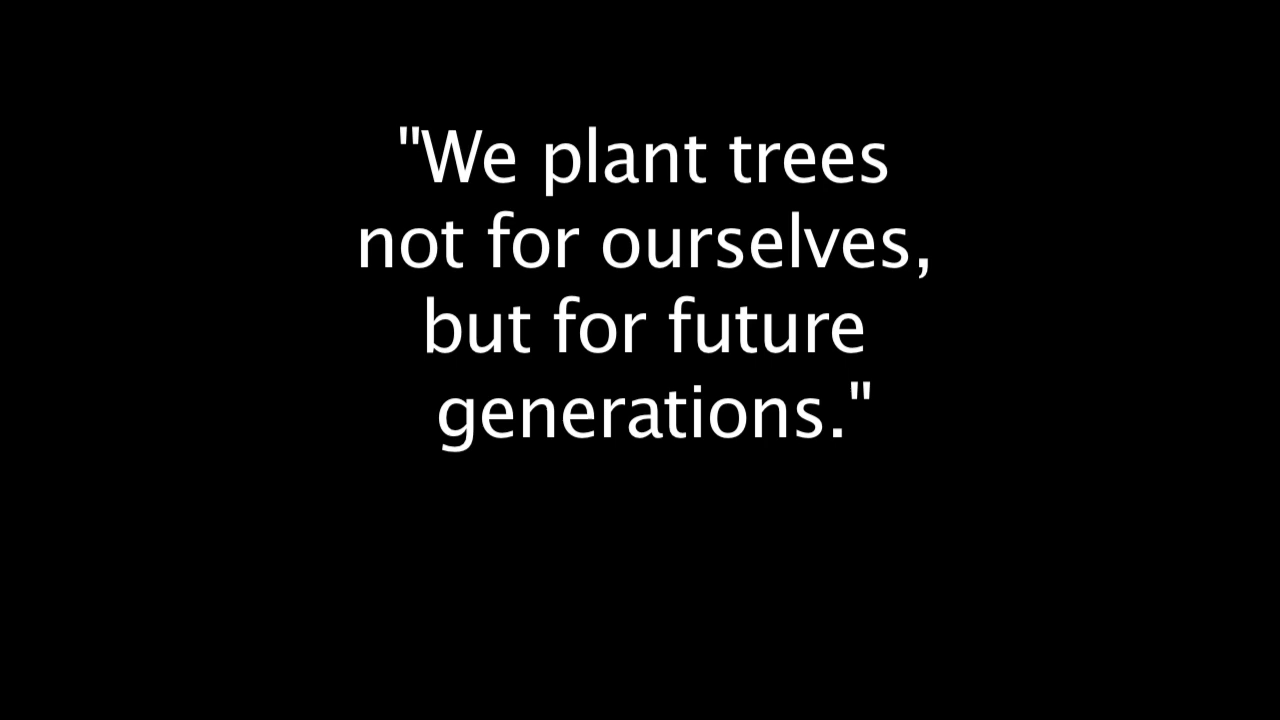 "We plant trees
not for ourselves,
but for future
generations."